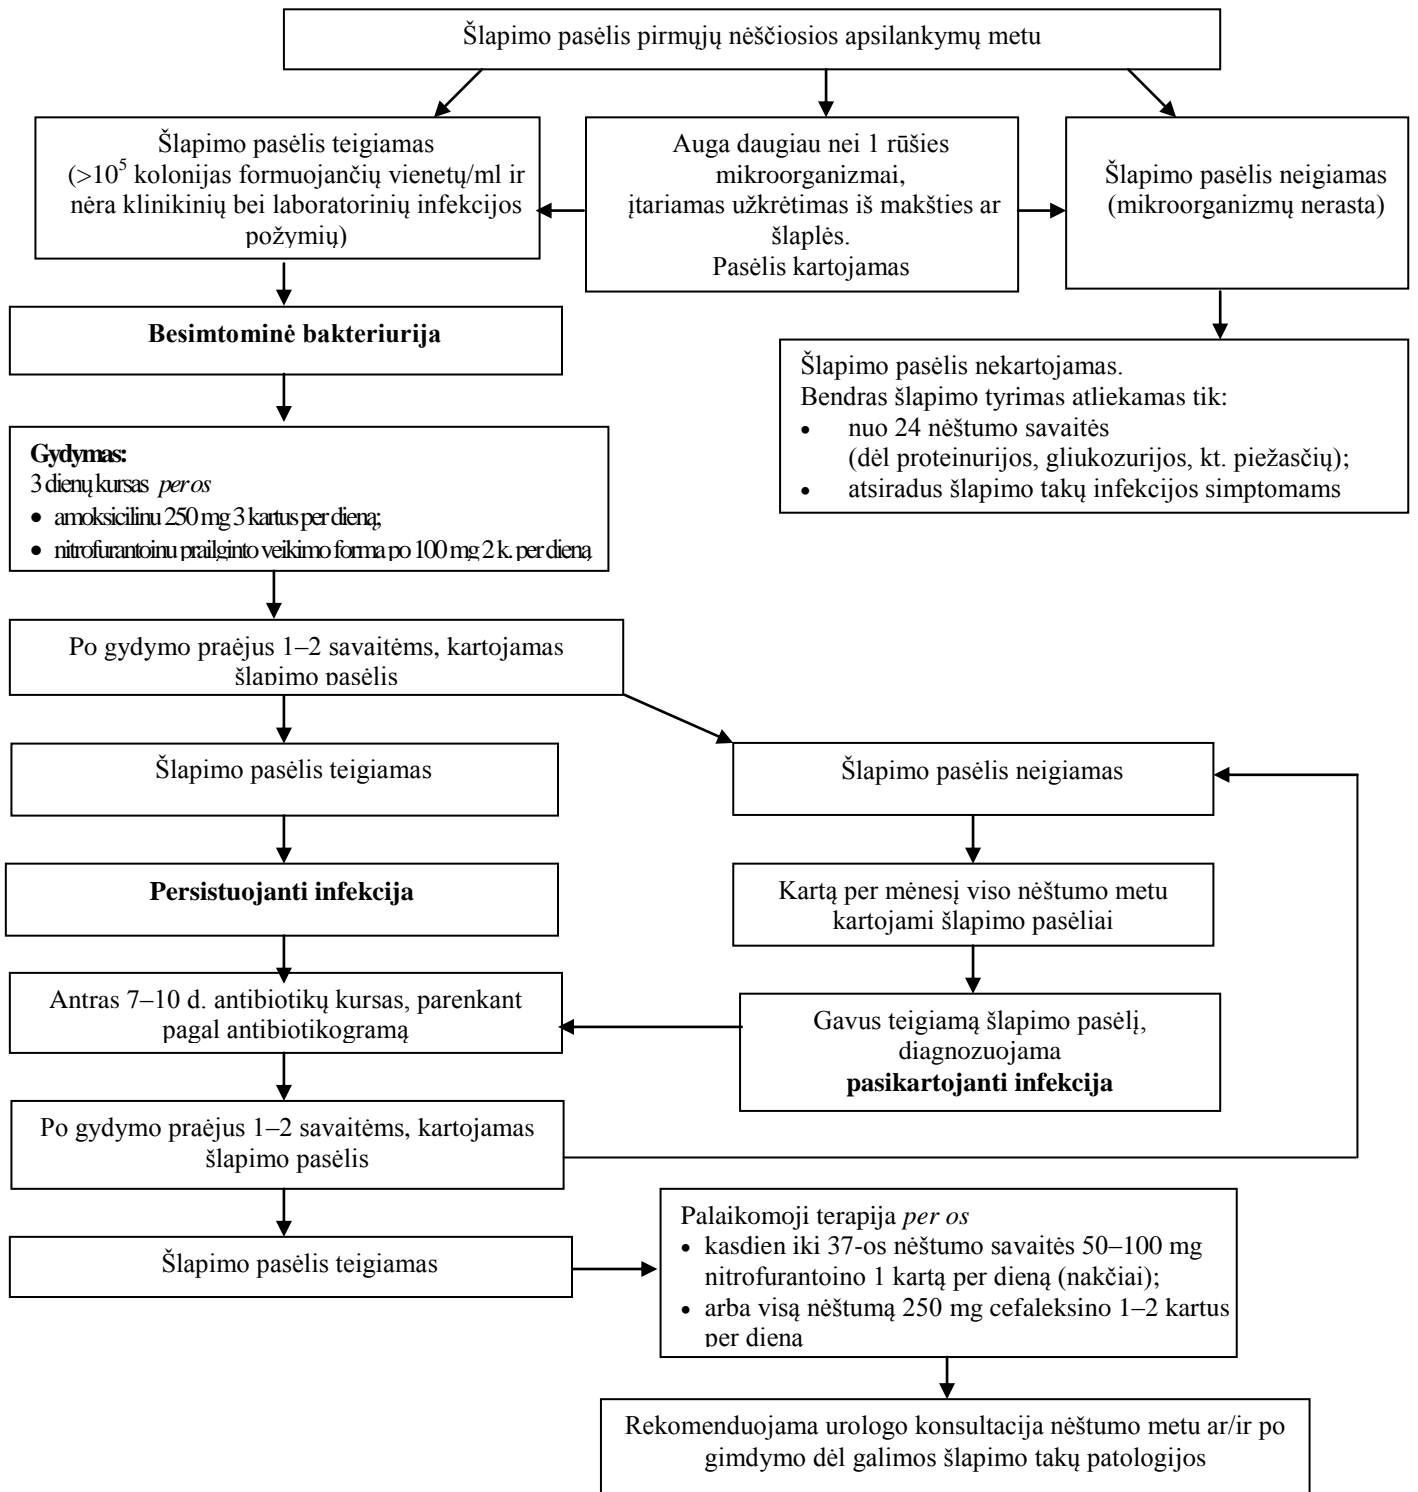 Šlapimo pasėlis pirmųjų nėščiosios apsilankymų metu
Šlapimo pasėlis teigiamas
(>10⁵ kolonijas formuojančių vienetų/ml ir
nėra klinikinių bei laboratorinių infekcijos
požymių)
Auga daugiau nei 1 rūšies
mikroorganizmai,
įtariamas užkrėtimas iš makšties ar
šlaplės.
Pasėlis kartojamas
Šlapimo pasėlis neigiamas
(mikroorganizmų nerasta)
Besimtominė bakteriurija
Šlapimo pasėlis nekartojamas.
Bendras šlapimo tyrimas atliekamas tik:
• nuo 24 nėštumo savaitės
(dėl proteinurijos, gliukozurijos, kt. piežasčių);
• atsiradus šlapimo takų infekcijos simptomams
Gydymas:
3 dienų kursas per os
• amoksicilinu 250 mg 3 kartus per dieną;
• nitrofurantoinu prailginto veikimo forma po 100 mg 2 k. per dieną
Po gydymo praėjus 1–2 savaitėms, kartojamas
šlapimo pasėlis
Šlapimo pasėlis teigiamas
Šlapimo pasėlis neigiamas
Persistuojanti infekcija
Kartą per mėnesį viso nėštumo metu
kartojami šlapimo pasėliai
Antras 7–10 d. antibiotikų kursas, parenkant
pagal antibiotikogramą
Gavus teigiamą šlapimo pasėlį,
diagnozuojama
pasikartojanti infekcija
Po gydymo praėjus 1–2 savaitėms, kartojamas
šlapimo pasėlis
Šlapimo pasėlis teigiamas
Palaikomoji terapija per os
• kasdien iki 37-os nėštumo savaitės 50–100 mg
nitrofurantoino 1 kartą per dieną (nakčiai);
• arba visą nėštumą 250 mg cefaleksino 1–2 kartus
per dieną
Rekomenduojama urologo konsultacija nėštumo metu ar/ir po
gimdymo dėl galimos šlapimo takų patologijos